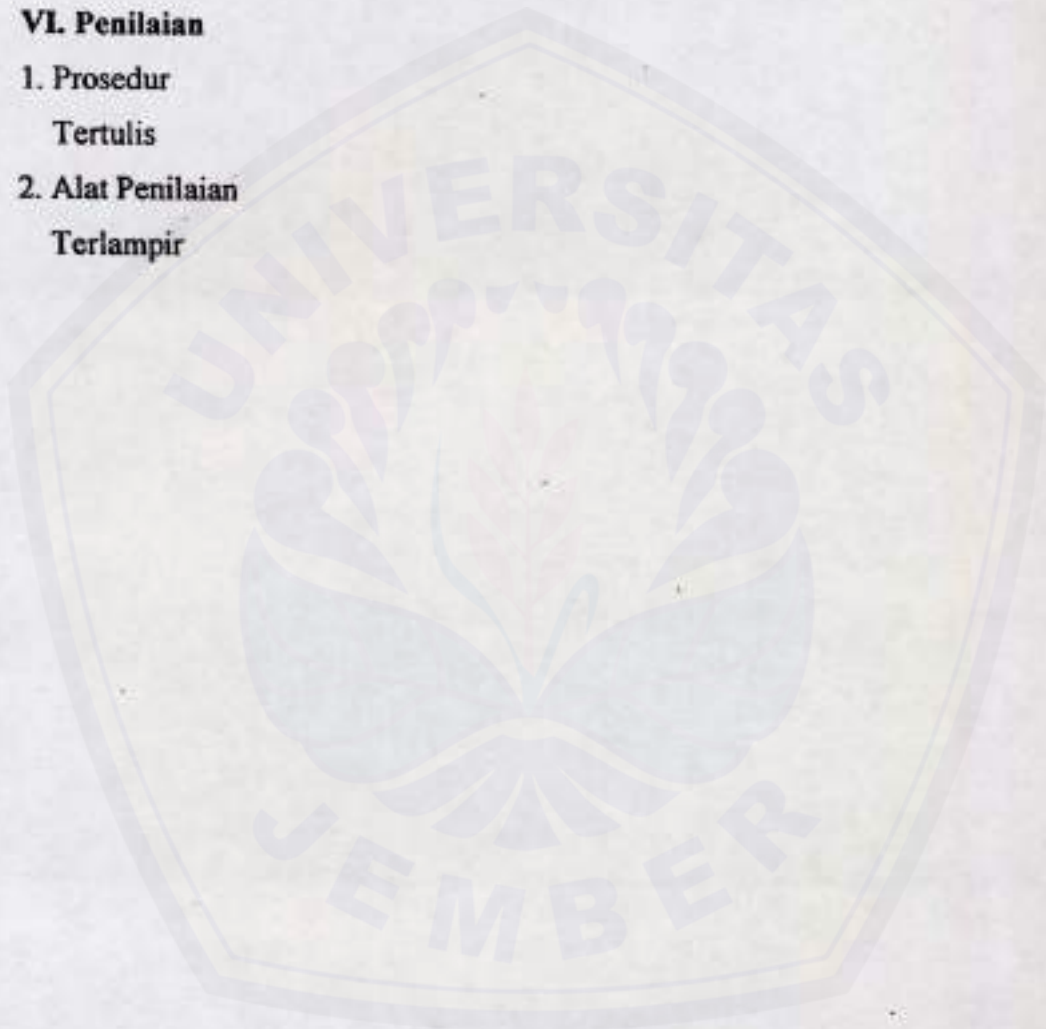 VI. Penilaian
1. Prosedur
Tertulis
2. Alat Penilaian
Terlampir
UNIVERSITAS
JEMBER